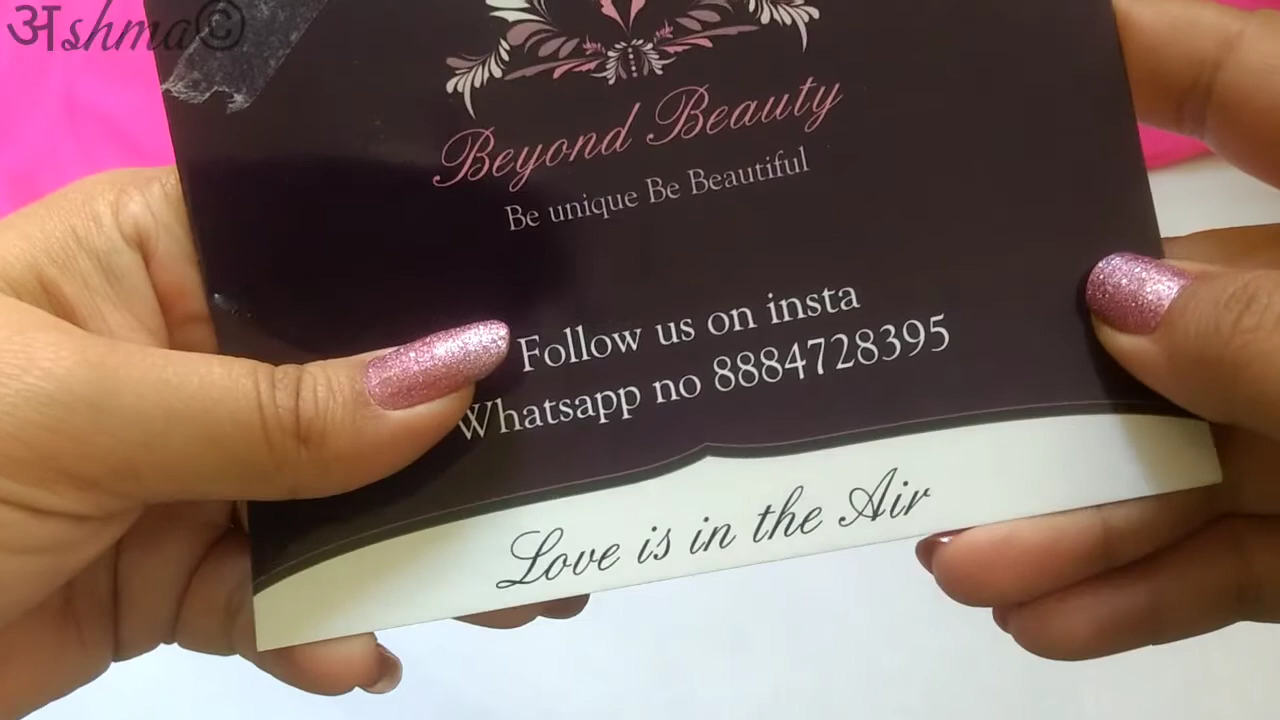 अshma©
Beyond Beauty
Be unique Be Beautiful
Follow us on insta
Whatsapp no 8884728395
Love is in the Air